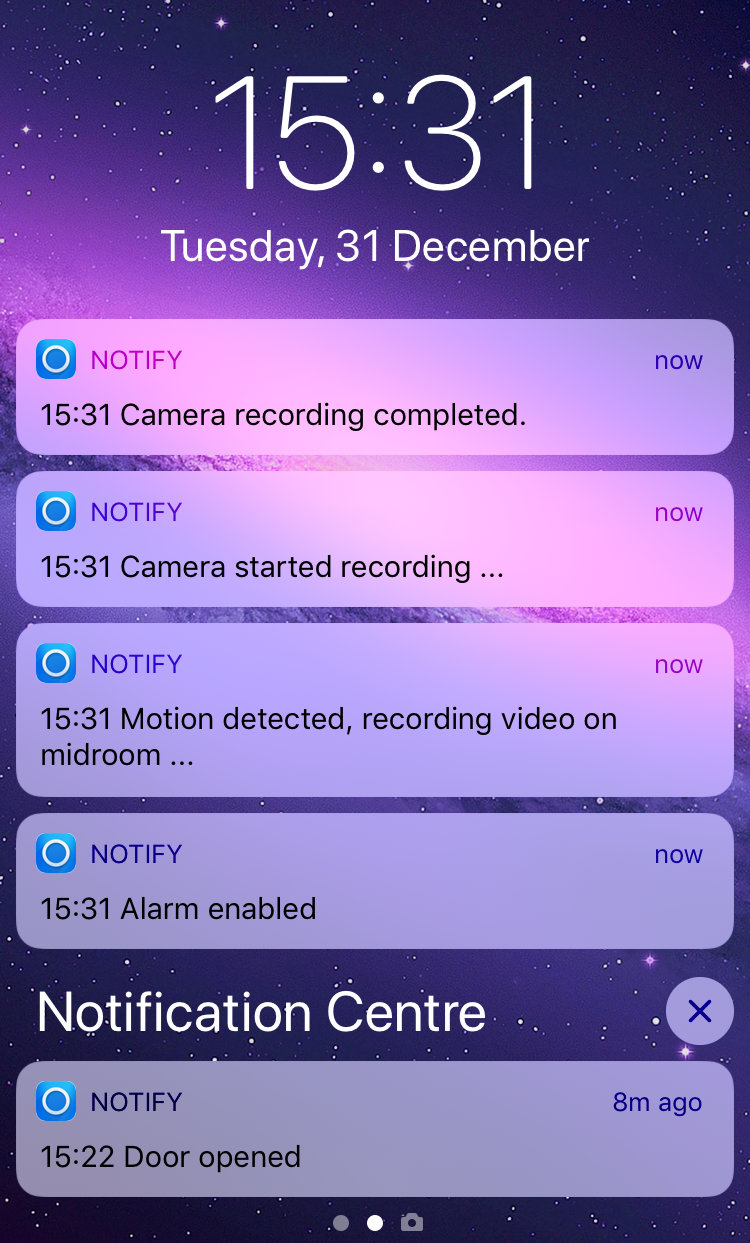 15:31
Tuesday, 31 December
NOTIFY now
15:31 Camera recording completed.
NOTIFY now
15:31 Camera started recording ...
NOTIFY now
15:31 Motion detected, recording video on
midroom ...
NOTIFY now
15:31 Alarm enabled
Notification Centre
NOTIFY 8m ago
15:22 Door opened